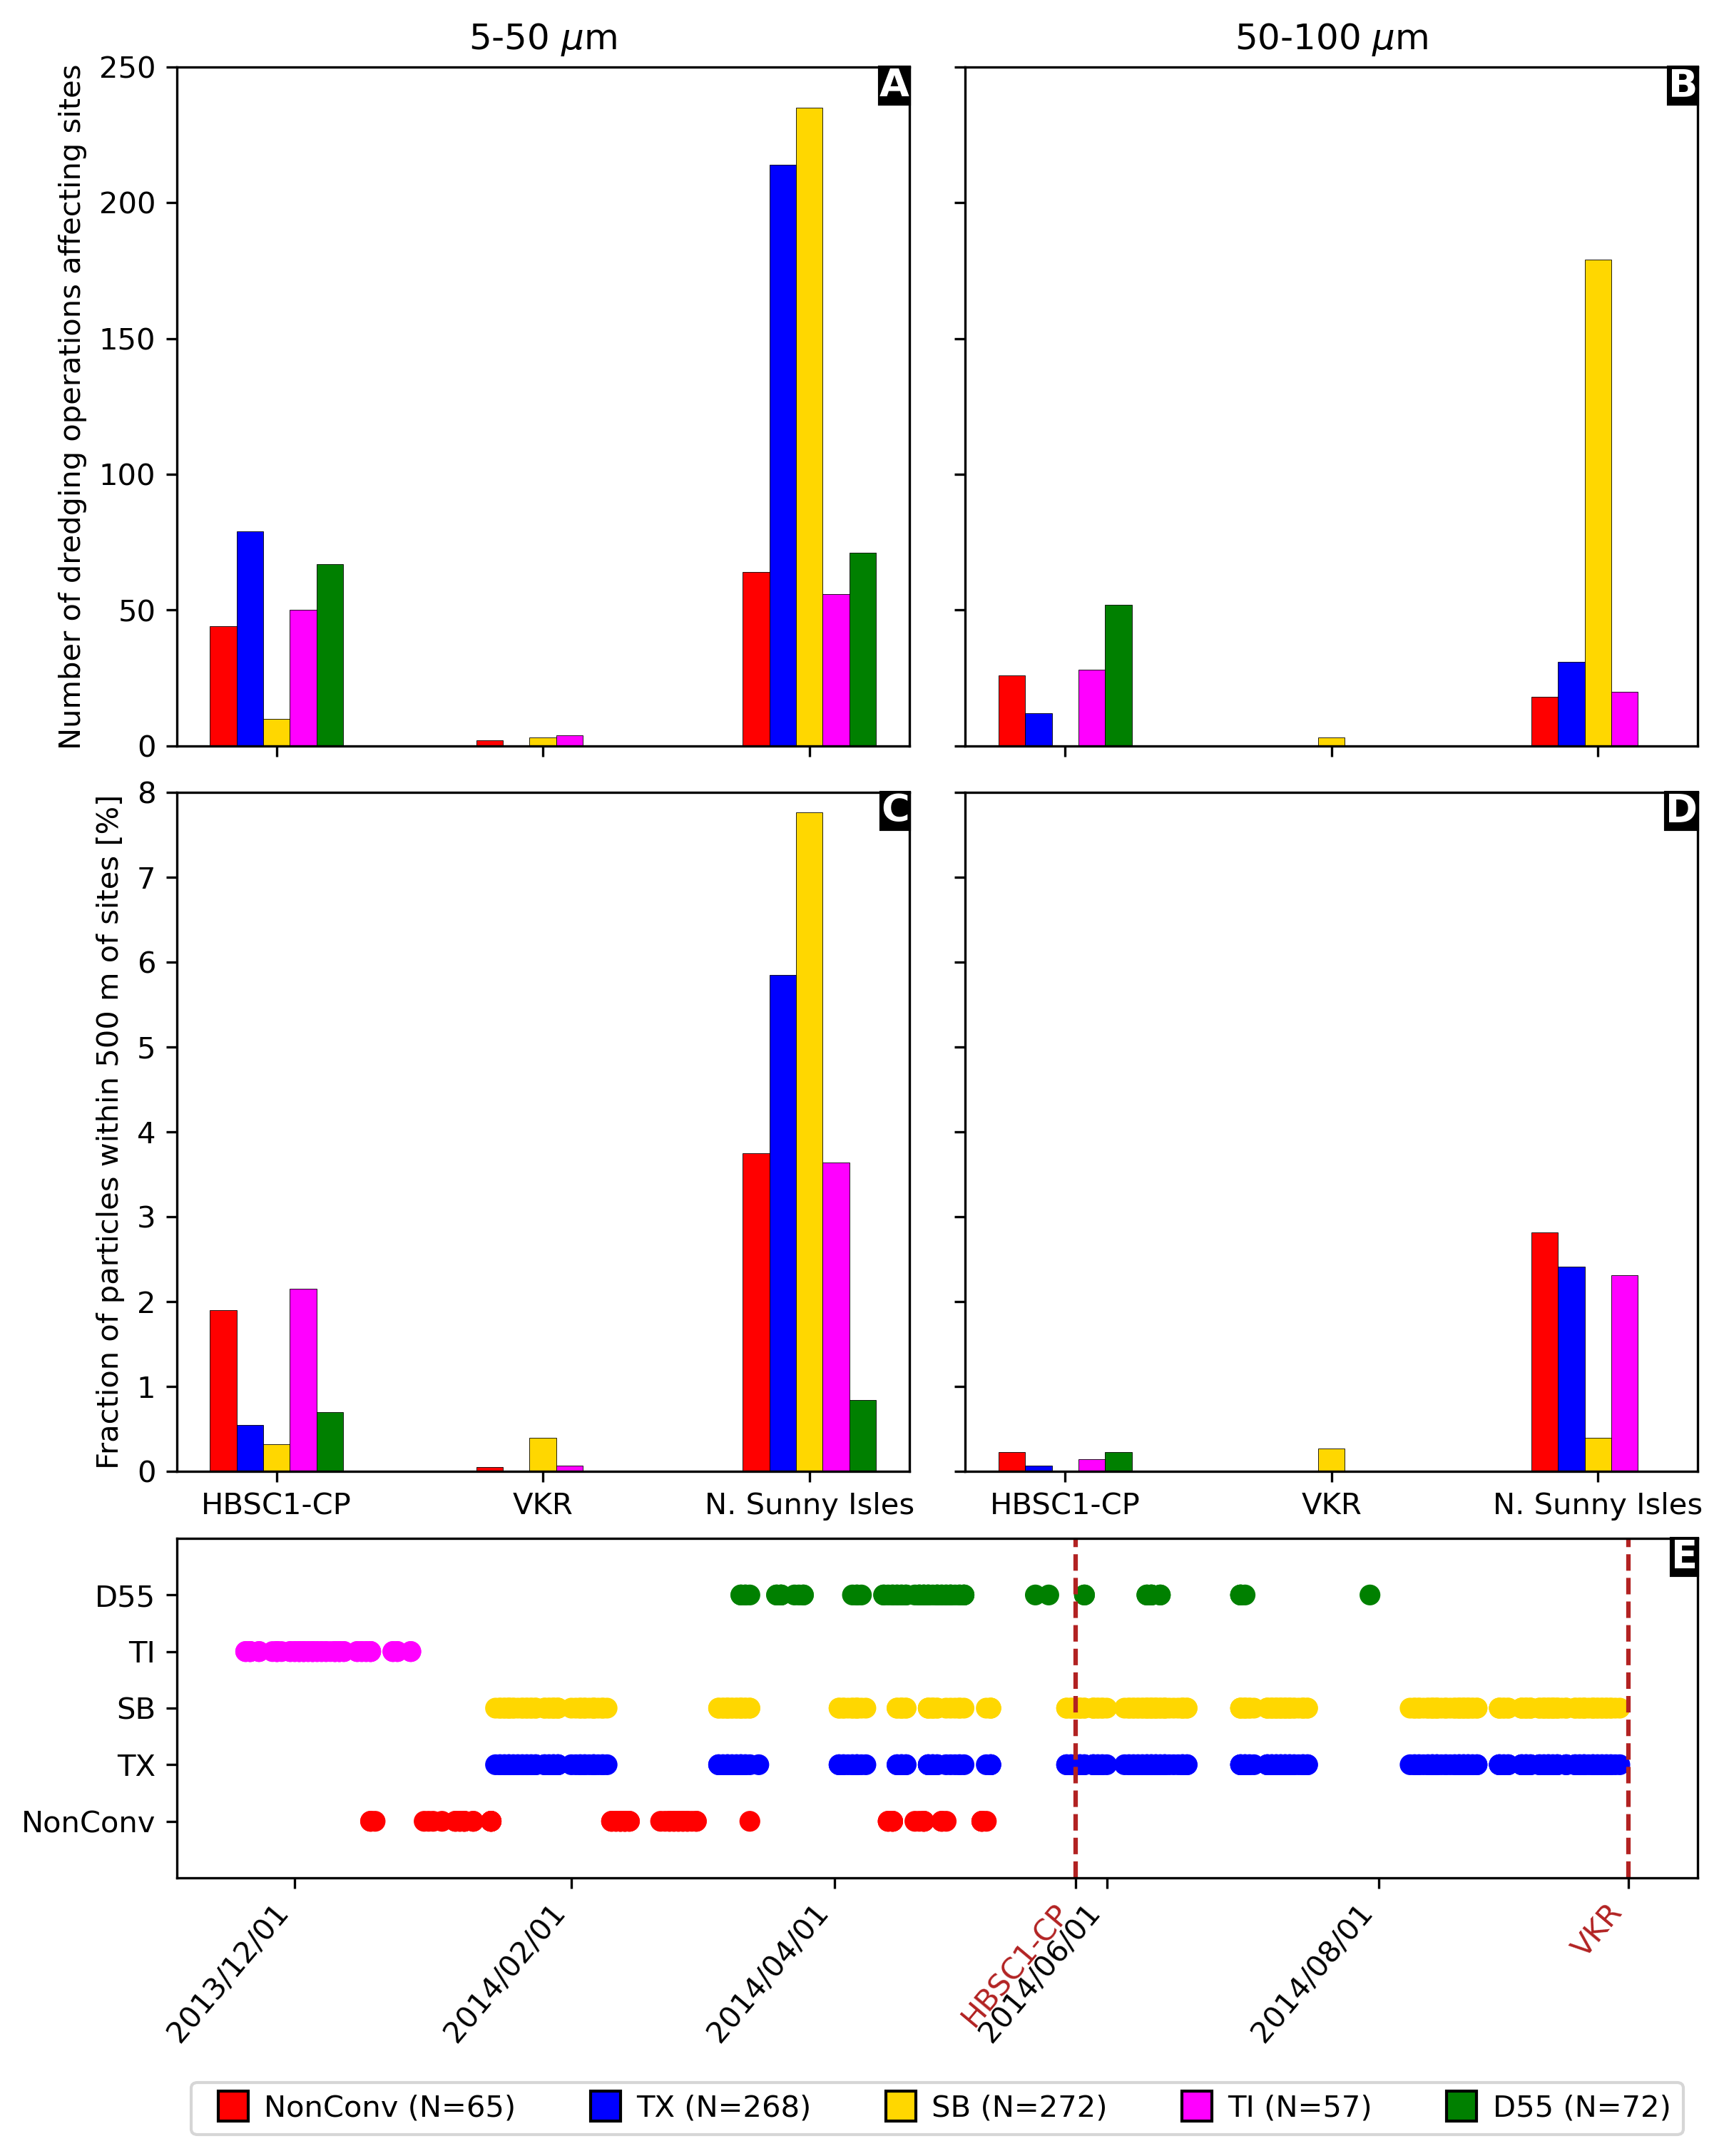 5-50 μm
50-100 μm
A
B
Number of dredging operations affecting sites
250
200
150
100
50
0
C
D
Fraction of particles within 500 m of sites [%]
8
7
6
5
4
3
2
1
0
HBSC1-CP
VKR
N. Sunny Isles
HBSC1-CP
VKR
N. Sunny Isles
E
D55
TI
SB
TX
NonConv
2013/12/01
2014/02/01
2014/04/01
HBSC1-CP
2014/06/01
2014/08/01
VKR
NonConv (N=65)
TX (N=268)
SB (N=272)
TI (N=57)
D55 (N=72)